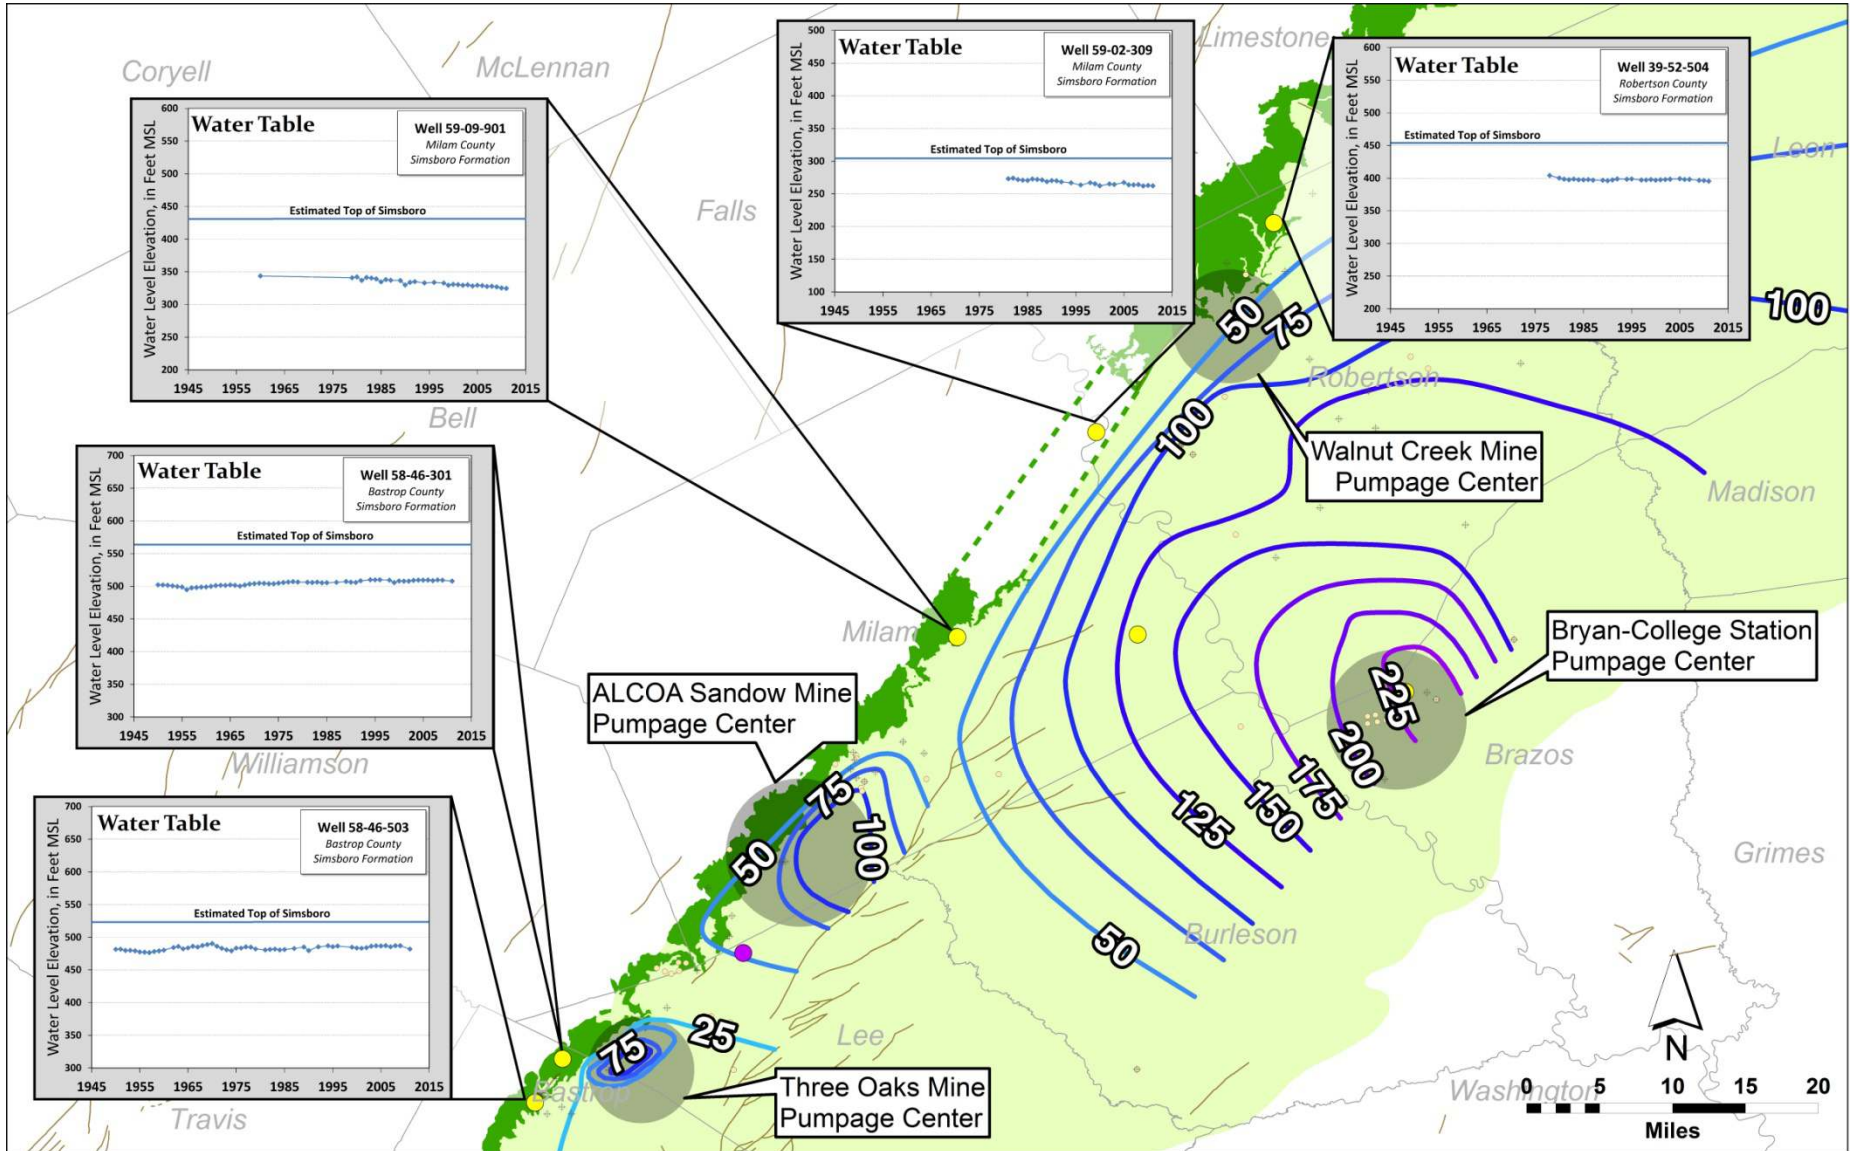 Coryell
McLennan
Limestone
Leon
Falls
Bell
Robertson
Madison
Milam
Williamson
Brazos
Grimes
Burleson
Lee
Bastrop
Travis
Washington
Water Table
Well 59-09-901
Milam County
Simsboro Formation
Estimated Top of Simsboro
Water Level Elevation, in Feet MSL
600
550
500
450
400
350
300
250
200
1945 1955 1965 1975 1985 1995 2005 2015
Water Table
Well 59-02-309
Milam County
Simsboro Formation
Estimated Top of Simsboro
Water Level Elevation, in Feet MSL
500
450
400
350
300
250
200
150
100
1945 1955 1965 1975 1985 1995 2005 2015
Water Table
Well 39-52-504
Robertson County
Simsboro Formation
Estimated Top of Simsboro
Water Level Elevation, in Feet MSL
600
550
500
450
400
350
300
250
200
1945 1955 1965 1975 1985 1995 2005 2015
Water Table
Well 58-46-301
Bastrop County
Simsboro Formation
Estimated Top of Simsboro
Water Level Elevation, in Feet MSL
700
650
600
550
500
450
400
350
300
1945 1955 1965 1975 1985 1995 2005 2015
Water Table
Well 58-46-503
Bastrop County
Simsboro Formation
Estimated Top of Simsboro
Water Level Elevation, in Feet MSL
700
650
600
550
500
450
400
350
300
1945 1955 1965 1975 1985 1995 2005 2015
Walnut Creek Mine
Pumpage Center
Bryan-College Station
Pumpage Center
ALCOA Sandow Mine
Pumpage Center
Three Oaks Mine
Pumpage Center
50
75
100
100
125
150
175
200
225
50
75
50
100
25
75
N
0 5 10 15 20
Miles